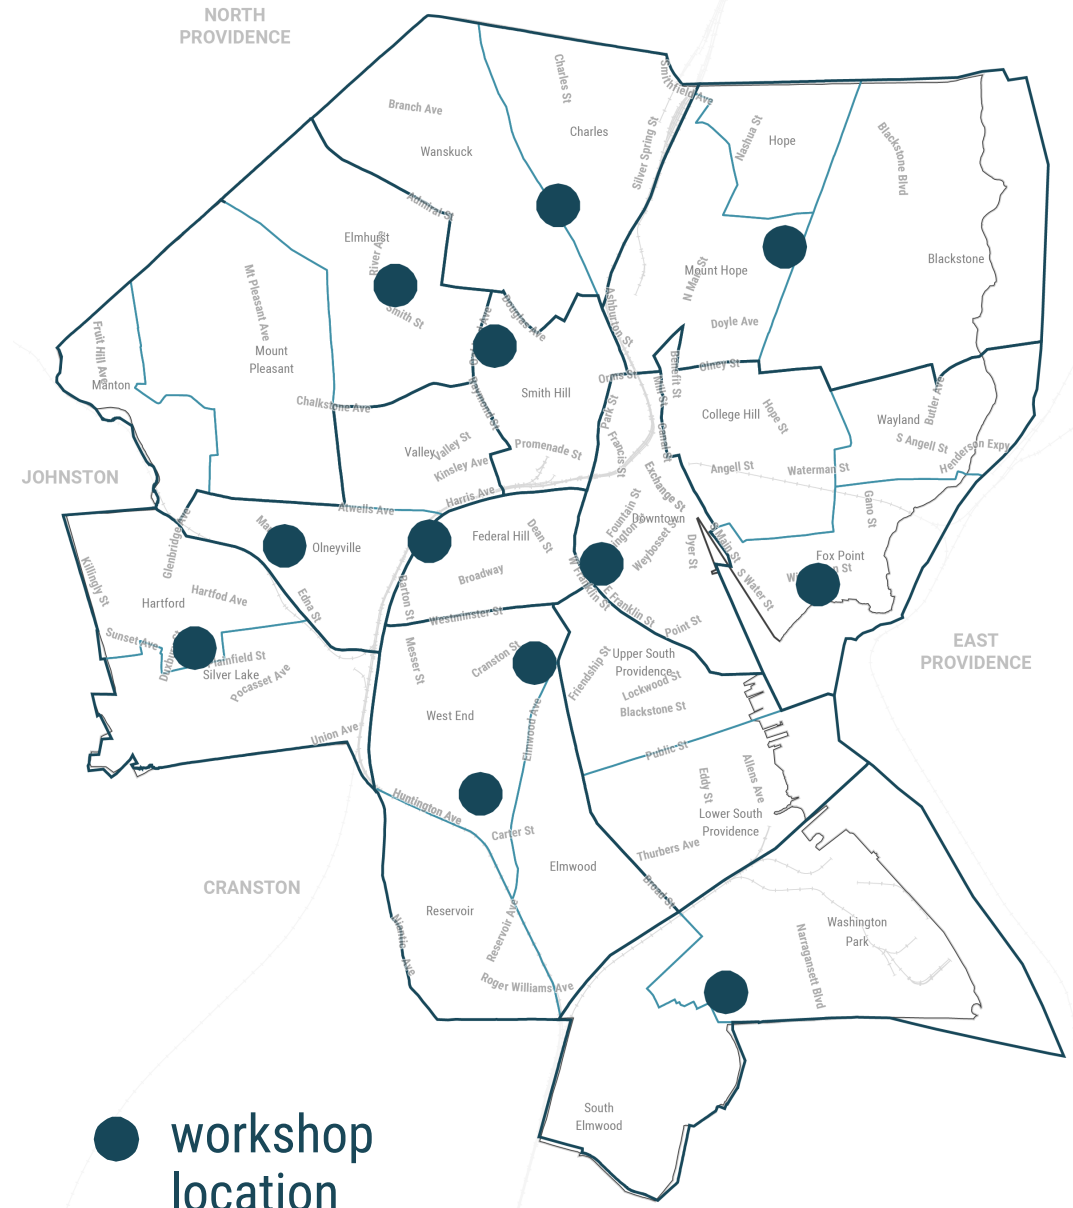 NORTH
PROVIDENCE
Charles St
Smithfield Ave
Branch Ave
Charles
Nashua St
Hope
Blackstone Blvd
Wanskuck
Silver Spring St
Admiral St
Elmhurst
River Ave
Mt Pleasant Ave
Smith St
Mount Hope
N Main St
Blackstone
Fruit Hill Ave
Manton
Mount
Pleasant
Douglas Ave
Ashburton St
Doyle Ave
Chalkstone Ave
Raymond St
Smith Hill
Orms St
Olney St
Benefit St
Mill St
Park St
Canal St
College Hill
Hope St
Wayland
Butler Ave
S Angell St
Henderson Expy
Valley
Valley St
Kinsley Ave
Promenade St
Francis St
Angell St
Waterman St
JOHNSTON
Harris Ave
Atwells Ave
Exchange St
Gano St
Glenbridge Ave
Olneyville
Federal Hill
Dean St
Fountain St
Downtown
Weybosset St
Dyer St
S Main St
Fox Point
Killingly St
Hartford
Hartfod Ave
Edna St
Barton St
Broadway
W Franklin St
E Franklin St
S Water St
Westminster St
Point St
Sunset Ave
Plainfield St
Silver Lake
Pocasset Ave
Messer St
Cranston St
Friendship St
Upper South
Providence
Lockwood St
Blackstone St
EAST
PROVIDENCE
West End
Elmwood Ave
Union Ave
Public St
Eddy St
Allens Ave
Huntington Ave
Carter St
Lower South
Providence
Thurbers Ave
Elmwood
CRANSTON
Broad St
Reservoir
Reservoir Ave
Niantic Ave
Washington
Park
Narragansett Blvd
Roger Williams Ave
South
Elmwood
workshop
location